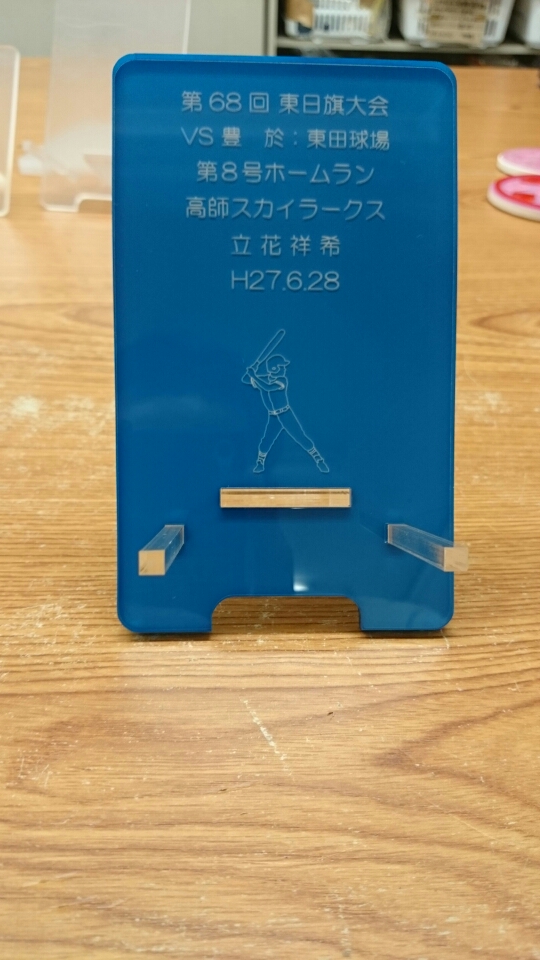 第68回 東日旗大会
VS豊 於：東田球場
第8号ホームラン
高師スカイラークス
立花祥希
H27.6.28